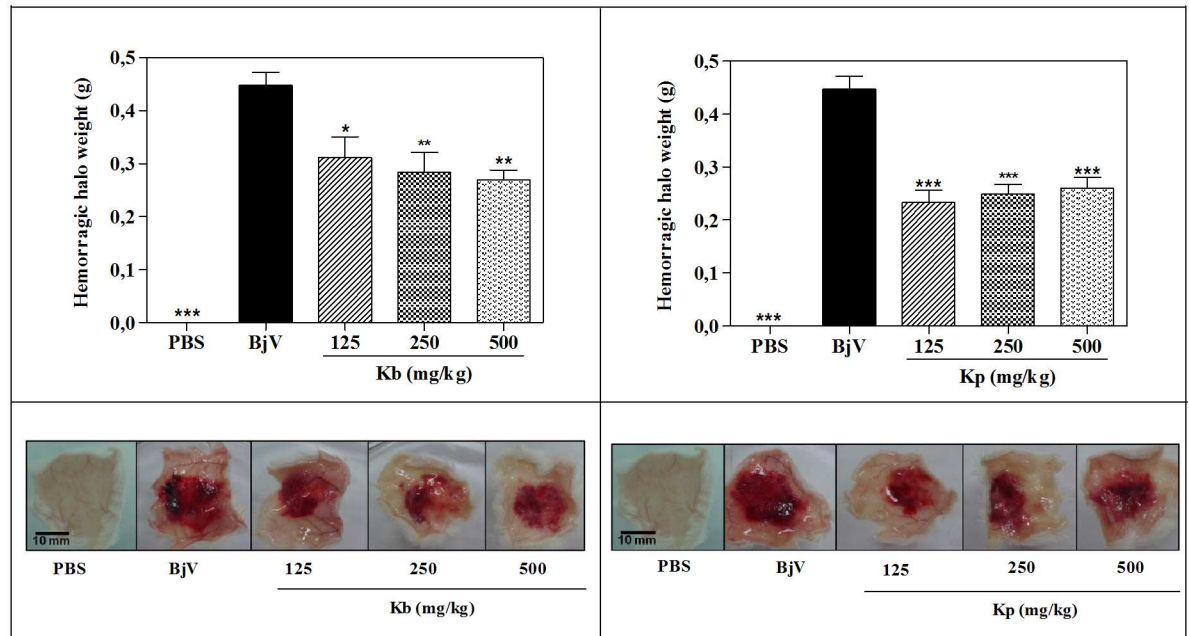 Hemorragic halo weight (g)
0,5
0,4
0,3
0,2
0,1
0,0
***
*
**
**
PBS BjV 125 250 500
Kb (mg/kg)
Hemorragic halo weight (g)
0,5
0,4
0,3
0,2
0,1
0,0
***
***
***
***
PBS BjV 125 250 500
Kp (mg/kg)
10 mm
PBS BjV 125 250 500
Kb (mg/kg)
10 mm
PBS BjV 125 250 500
Kp (mg/kg)